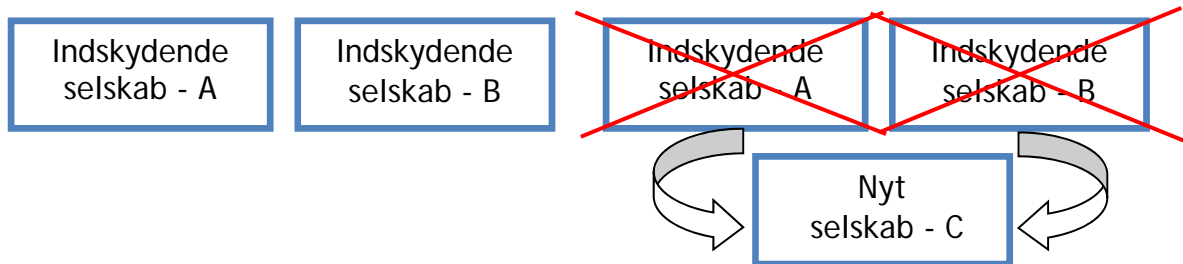 Indskydende
selskab - A
Indskydende
selskab - B
Indskydende
selskab - A
Indskydende
selskab - B
Nyt
selskab - C